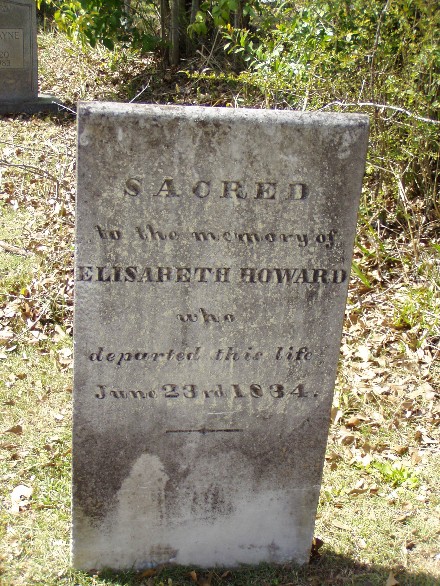 SACRED
to the memory of
ELISABETH HOWARD
who
departed this life
June 23rd 1834.